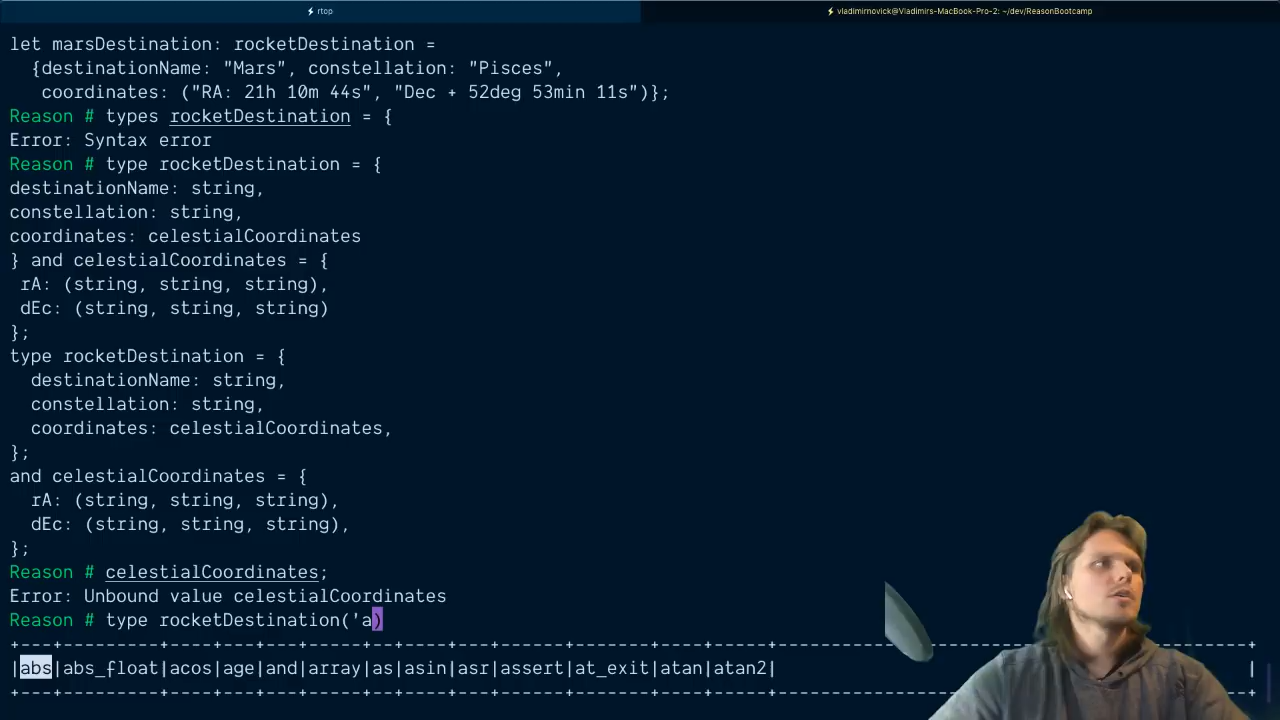 ⚡ rtop
⚡ vladimirnovick@Vladimirs-MacBook-Pro-2: ~/dev/ReasonBootcamp
let marsDestination: rocketDestination =
  {destinationName: "Mars", constellation: "Pisces",
   coordinates: ("RA: 21h 10m 44s", "Dec + 52deg 53min 11s")};
Reason # types rocketDestination = {
Error: Syntax error
Reason # type rocketDestination = {
destinationName: string,
constellation: string,
coordinates: celestialCoordinates
} and celestialCoordinates = {
 rA: (string, string, string),
 dEc: (string, string, string)
};
type rocketDestination = {
  destinationName: string,
  constellation: string,
  coordinates: celestialCoordinates,
};
and celestialCoordinates = {
  rA: (string, string, string),
  dEc: (string, string, string),
};
Reason # celestialCoordinates;
Error: Unbound value celestialCoordinates
Reason # type rocketDestination('a)
|abs|abs_float|acos|age|and|array|as|asin|asr|assert|at_exit|atan|atan2|